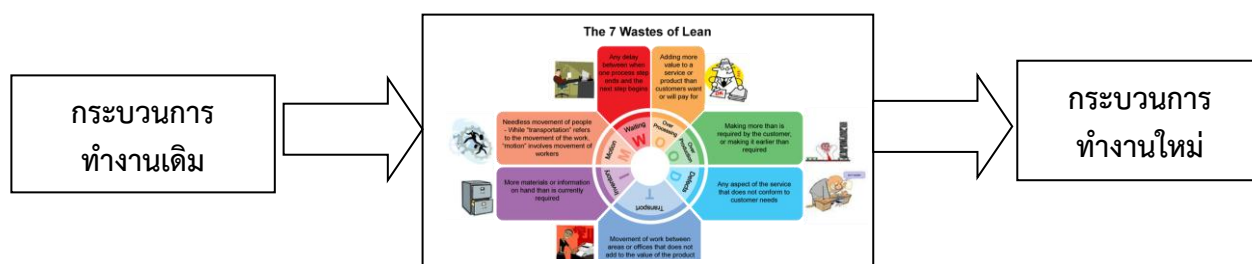 กระบวนการ
ทำงานเดิม
The 7 Wastes of Lean
Any delay
between when
one process step
ends and the
next step begins
Adding more
value to a
service or
product than
customers want
or will pay for
Needless movement of people
- While "transportation" refers
to the movement of the work,
"motion" involves movement of
workers
Making more than is
required by the customer,
or making it earlier than
required
More materials or information
on hand than is currently
required
Any aspect of the service
that does not conform to
customer needs
Movement of work between
areas or offices that does not
add to the value of the product
Waiting
Over
Processing
Over
Production
Defects
Transport
Inventory
Motion
W
O
O
D
T
I
M
กระบวนการ
ทำงานใหม่